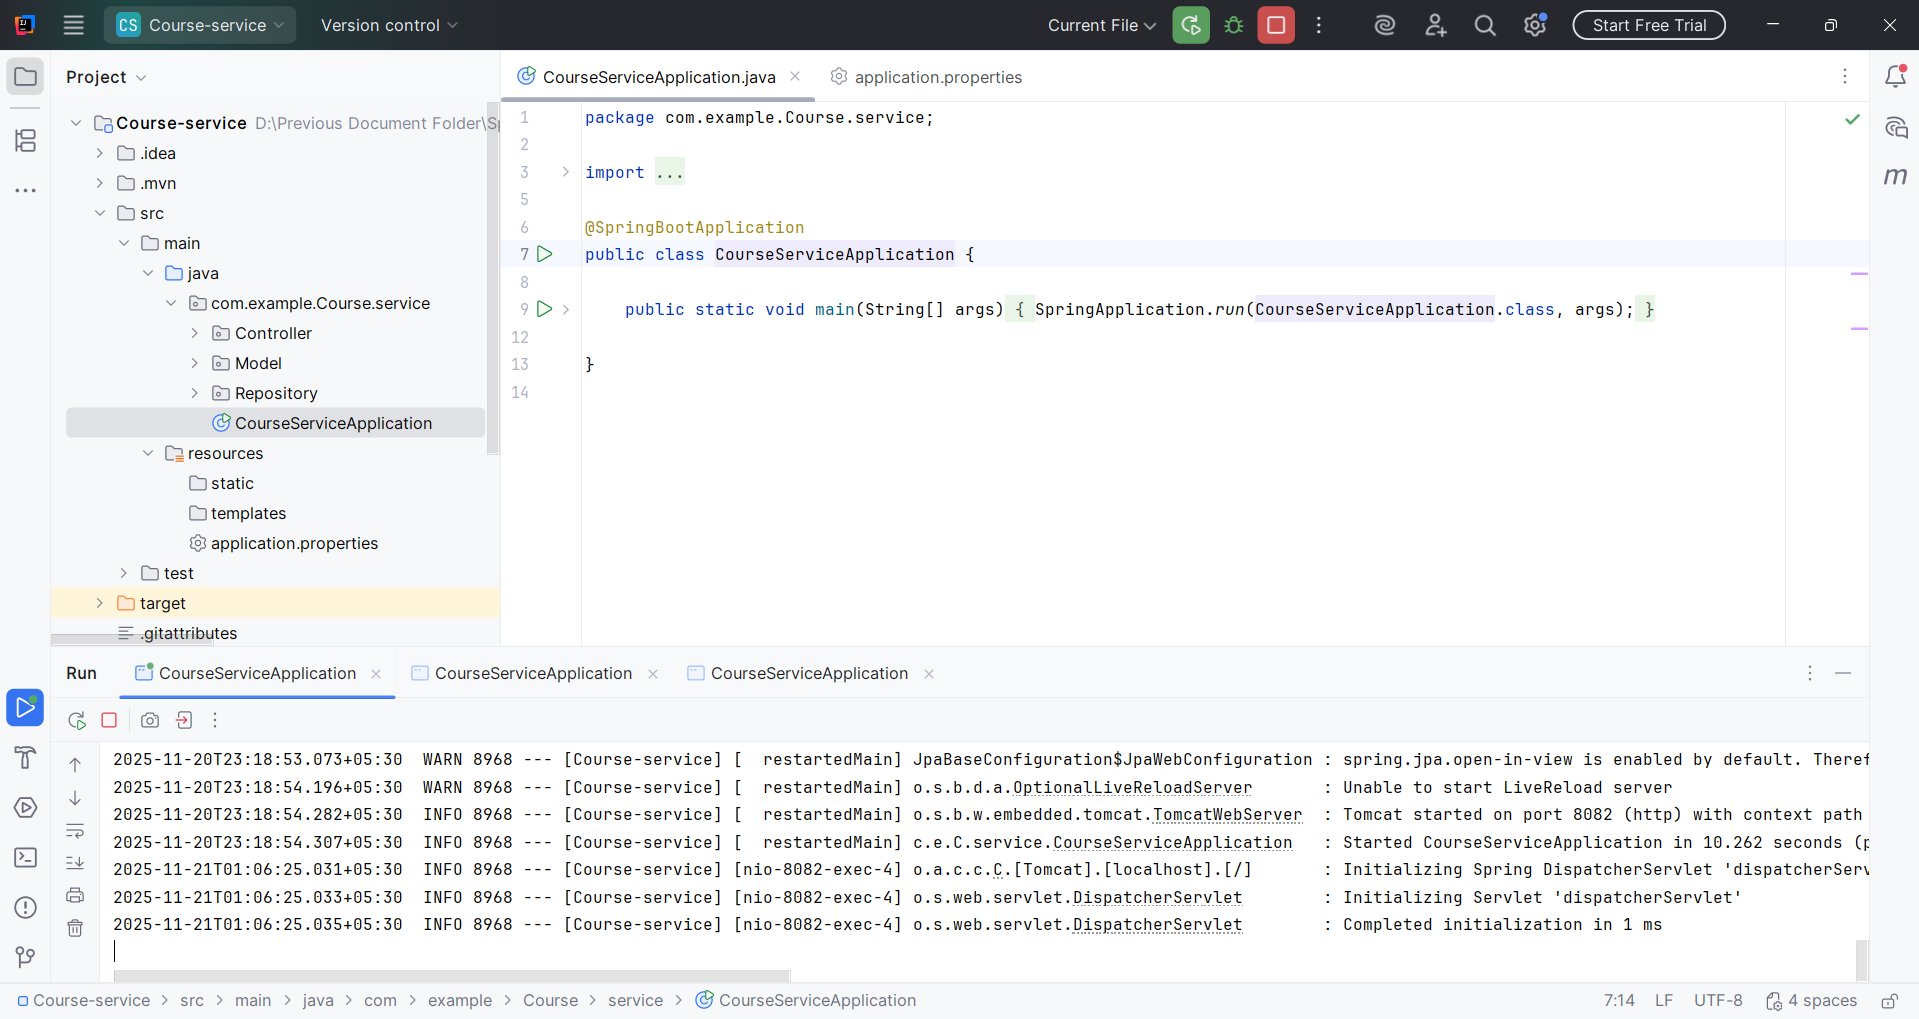 CS Course-service
Version control
Current File
Start Free Trial
Project
CourseServiceApplication.java
application.properties
Course-service D:\Previous Document Folder\Sp
.idea
.mvn
src
main
java
com.example.Course.service
Controller
Model
Repository
CourseServiceApplication
resources
static
templates
application.properties
test
target
.gitattributes
1 package com.example.Course.service;
2
3 import ...
5
6 @SpringBootApplication
7 public class CourseServiceApplication {
8
9 public static void main(String[] args) { SpringApplication.run(CourseServiceApplication.class, args); }
12
13 }
14
m
Run
CourseServiceApplication
CourseServiceApplication
CourseServiceApplication
2025-11-20T23:18:53.073+05:30 WARN 8968 --- [Course-service] [ restartedMain] JpaBaseConfiguration$JpaWebConfiguration : spring.jpa.open-in-view is enabled by default. Theref
2025-11-20T23:18:54.196+05:30 WARN 8968 --- [Course-service] [ restartedMain] o.s.b.d.a.OptionalLiveReloadServer : Unable to start LiveReload server
2025-11-20T23:18:54.282+05:30 INFO 8968 --- [Course-service] [ restartedMain] o.s.b.w.embedded.tomcat.TomcatWebServer : Tomcat started on port 8082 (http) with context path
2025-11-20T23:18:54.307+05:30 INFO 8968 --- [Course-service] [ restartedMain] c.e.C.service.CourseServiceApplication : Started CourseServiceApplication in 10.262 seconds (p
2025-11-21T01:06:25.031+05:30 INFO 8968 --- [Course-service] [nio-8082-exec-4] o.a.c.c.C.[Tomcat].[localhost].[/] : Initializing Spring DispatcherServlet 'dispatcherServ
2025-11-21T01:06:25.033+05:30 INFO 8968 --- [Course-service] [nio-8082-exec-4] o.s.web.servlet.DispatcherServlet : Initializing Servlet 'dispatcherServlet'
2025-11-21T01:06:25.035+05:30 INFO 8968 --- [Course-service] [nio-8082-exec-4] o.s.web.servlet.DispatcherServlet : Completed initialization in 1 ms
Course-service > src > main > java > com > example > Course > service > CourseServiceApplication
7:14 LF UTF-8 4 spaces